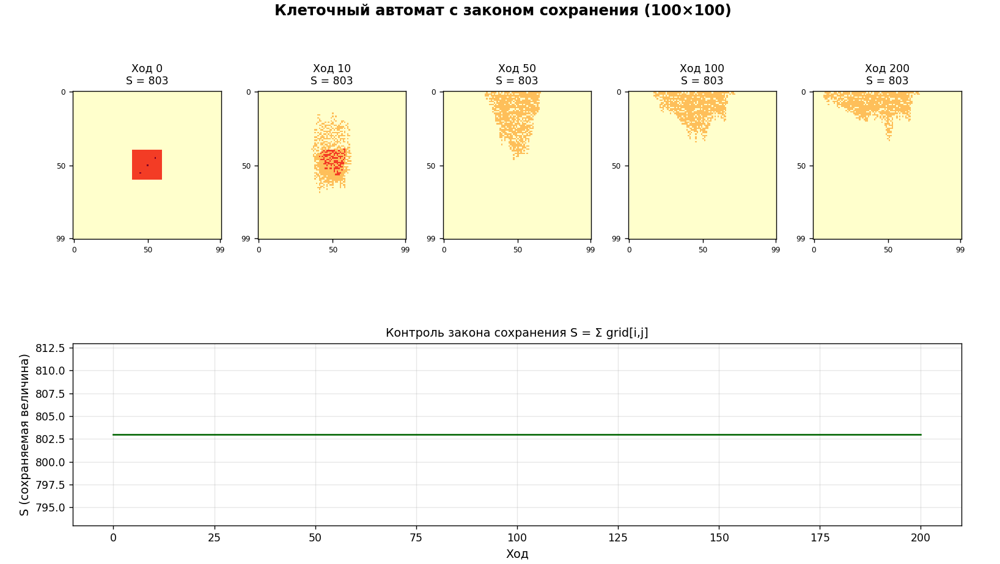 Клеточный автомат с законом сохранения (100×100)
Ход 0
S = 803
Ход 10
S = 803
Ход 50
S = 803
Ход 100
S = 803
Ход 200
S = 803
0
50
99
0 50 99
0
50
99
0 50 99
0
50
99
0 50 99
0
50
99
0 50 99
0
50
99
0 50 99
Контроль закона сохранения S = Σ grid[i,j]
S (сохраняемая величина)
812.5
810.0
807.5
805.0
802.5
800.0
797.5
795.0
0 25 50 75 100 125 150 175 200
Ход